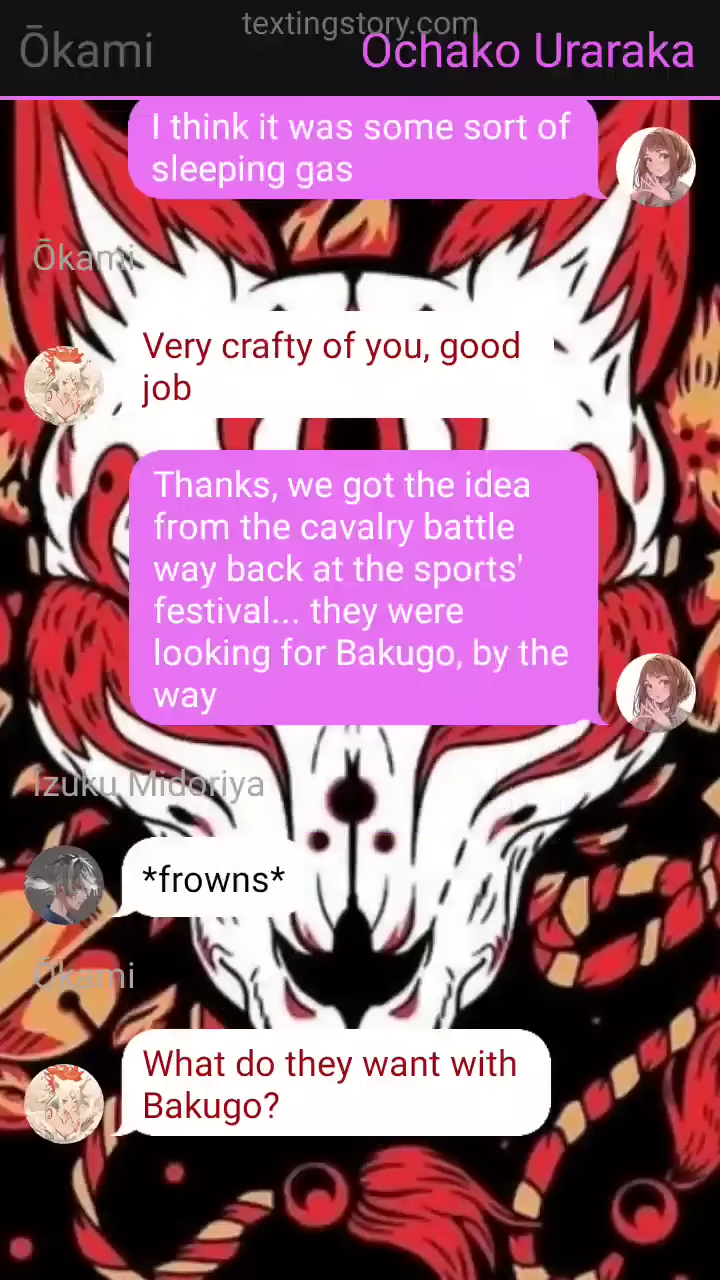 textingstory.com
Ōkami
Ochako Uraraka
I think it was some sort of
sleeping gas
Ōkami
Very crafty of you, good
job
Thanks, we got the idea
from the cavalry battle
way back at the sports'
festival... they were
looking for Bakugo, by the
way
Izuku Midoriya
*frowns*
Ōkami
What do they want with
Bakugo?